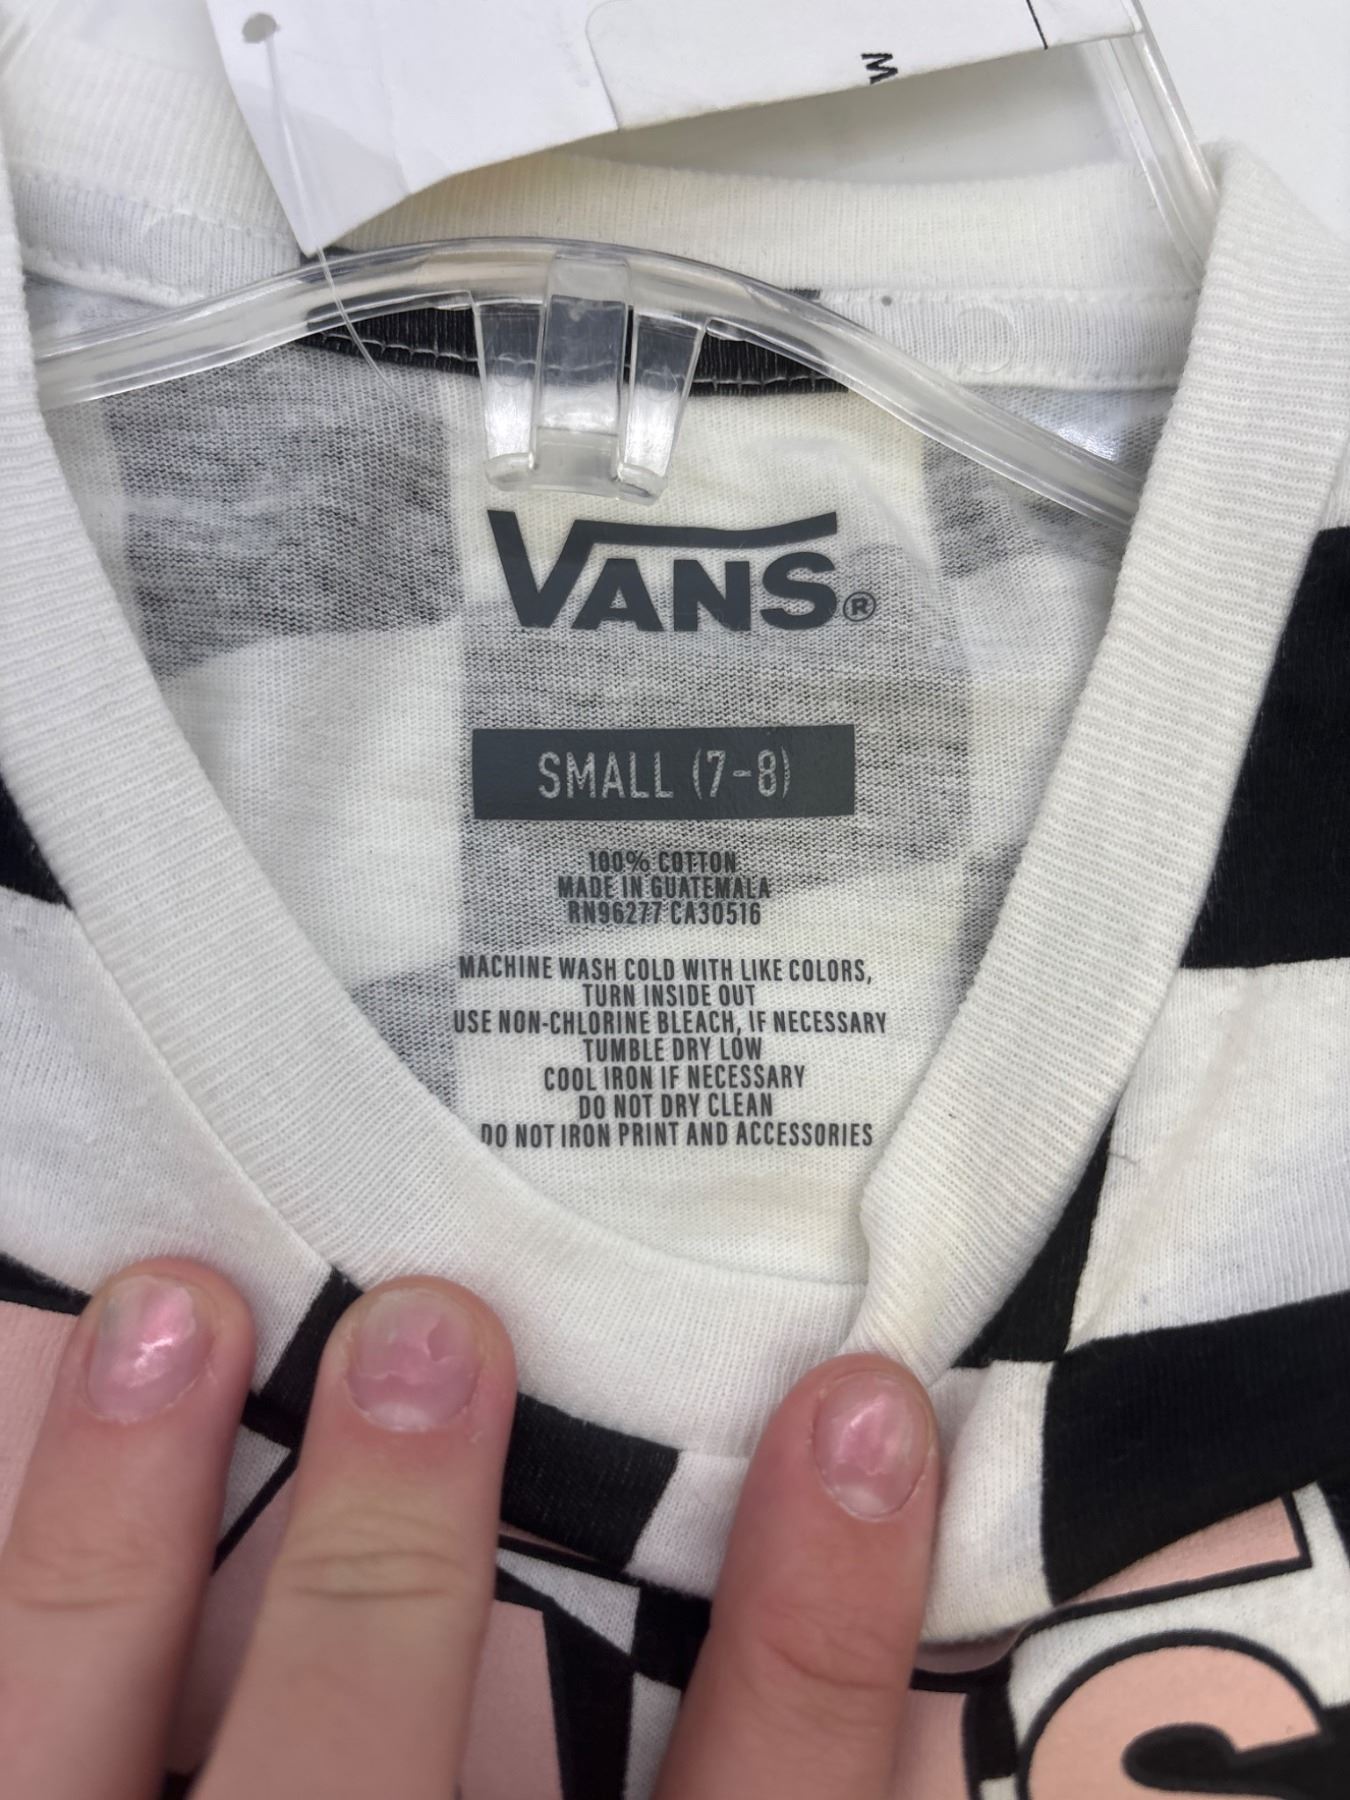 W
VANS®
SMALL (7-8)
100% COTTON
MADE IN GUATEMALA
RN96277 CA30516
MACHINE WASH COLD WITH LIKE COLORS,
TURN INSIDE OUT
USE NON-CHLORINE BLEACH, IF NECESSARY
TUMBLE DRY LOW
COOL IRON IF NECESSARY
DO NOT DRY CLEAN
DO NOT IRON PRINT AND ACCESSORIES
S